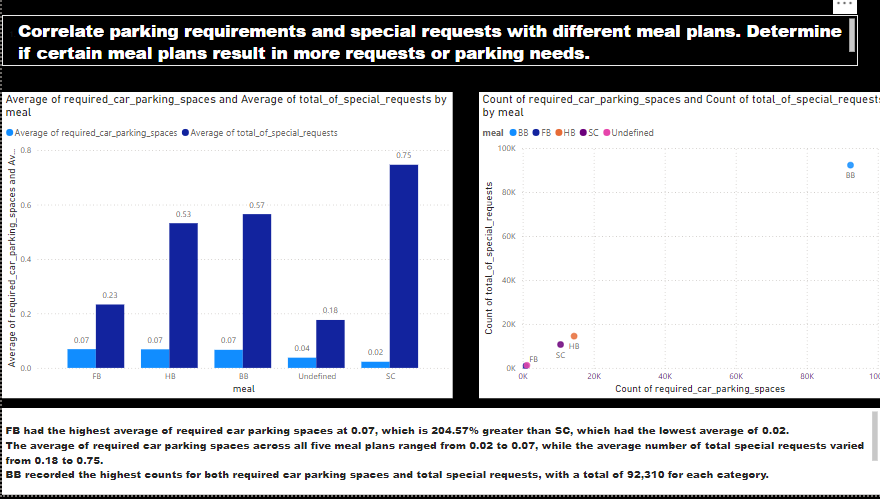 Correlate parking requirements and special requests with different meal plans. Determine
if certain meal plans result in more requests or parking needs.
Average of required_car_parking_spaces and Average of total_of_special_requests by
meal
Average of required_car_parking_spaces Average of total_of_special_requests
Average of required_car_parking_spaces and Av...
0.8
0.6
0.4
0.2
0.0
0.07
0.23
0.07
0.53
0.07
0.57
0.04
0.18
0.02
0.75
FB
HB
BB
Undefined
SC
meal
Count of required_car_parking_spaces and Count of total_of_special_requests
by meal
meal BB FB HB SC Undefined
Count of total_of_special_requests
100K
80K
60K
40K
20K
0K
BB
HB
SC
FB
0K
20K
40K
60K
80K
Count of required_car_parking_spaces
FB had the highest average of required car parking spaces at 0.07, which is 204.57% greater than SC, which had the lowest average of 0.02.
The average of required car parking spaces across all five meal plans ranged from 0.02 to 0.07, while the average number of total special requests varied
from 0.18 to 0.75.
BB recorded the highest counts for both required car parking spaces and total special requests, with a total of 92,310 for each category.